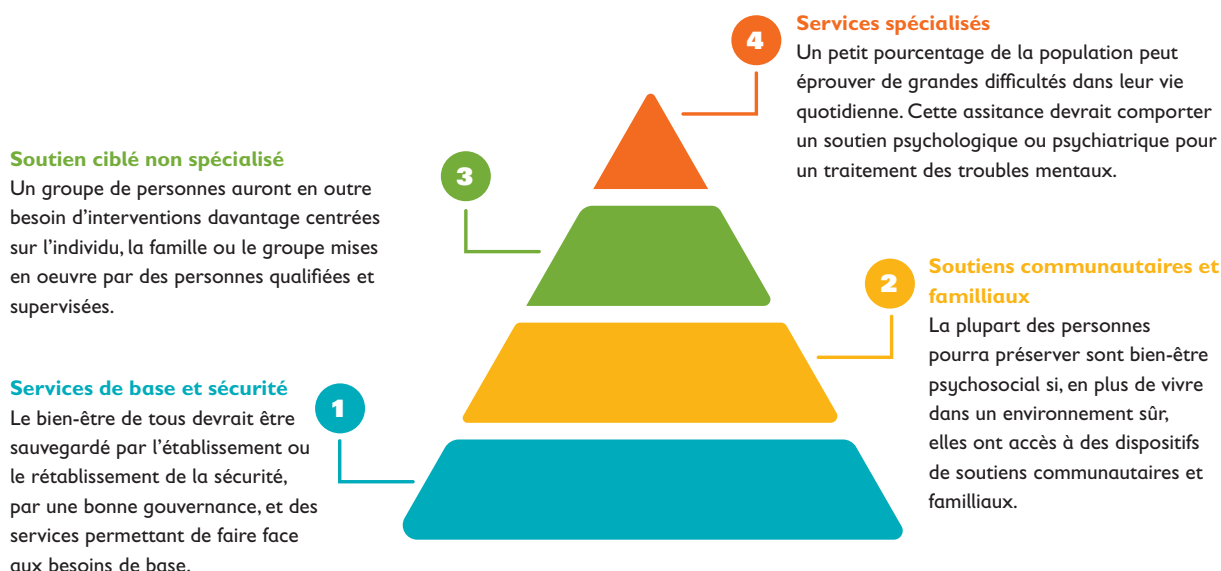 4
Services spécialisés
Un petit pourcentage de la population peut
éprouver de grandes difficultés dans leur vie
quotidienne. Cette assitance devrait comporter
un soutien psychologique ou psychiatrique pour
un traitement des troubles mentaux.
3
Soutien ciblé non spécialisé
Un groupe de personnes auront en outre
besoin d'interventions davantage centrées
sur l'individu, la famille ou le groupe mises
en oeuvre par des personnes qualifiées et
supervisées.
2
Soutiens communautaires et
familliaux
La plupart des personnes
pourra préserver sont bien-être
psychosocial si, en plus de vivre
dans un environnement sûr,
elles ont accès à des dispositifs
de soutiens communautaires et
familliaux.
1
Services de base et sécurité
Le bien-être de tous devrait être
sauvegardé par l'établissement ou
le rétablissement de la sécurité,
par une bonne gouvernance, et des
services permettant de faire face
aux besoins de base.